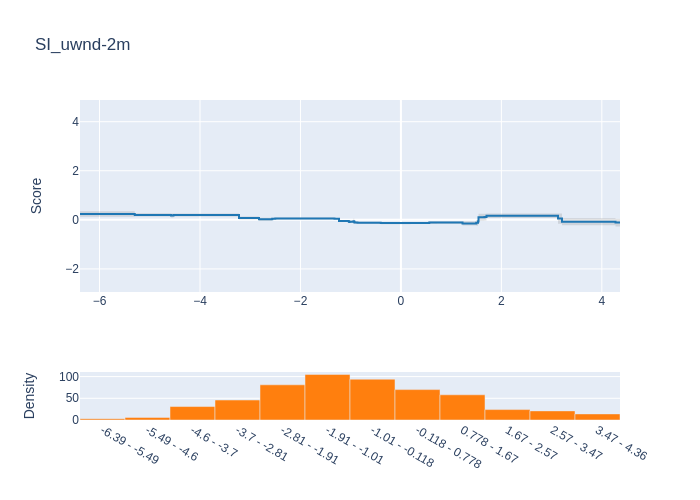 SI_uwnd-2m
4
2
0
−2
Score
−6
−4
−2
0
2
4
100
50
0
Density
-6.39 - -5.49
-5.49 - -4.6
-4.6 - -3.7
-3.7 - -2.81
-2.81 - -1.91
-1.91 - -1.01
-1.01 - -0.118
-0.118 - 0.778
0.778 - 1.67
1.67 - 2.57
2.57 - 3.47
3.47 - 4.36